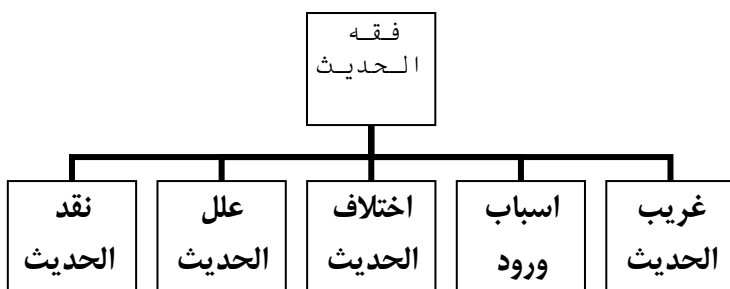 فقه
الحديث
غريب
الحديث
اسباب
ورود
اختلاف
الحديث
علل
الحديث
نقد
الحديث